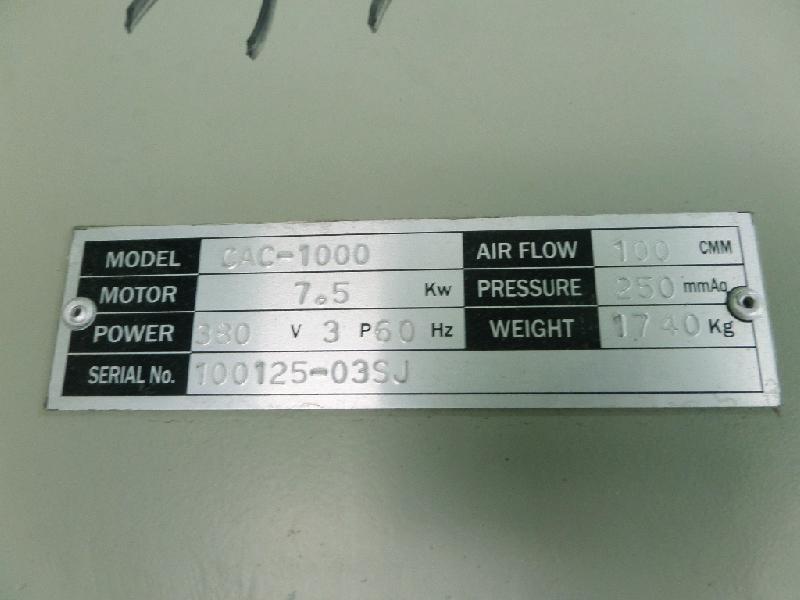 MODEL CAC-1000 AIR FLOW 100 CMM
MOTOR 7.5 Kw PRESSURE 250 mmAq
POWER 380 V 3 P 60 Hz WEIGHT 1740 Kg
SERIAL No. 100125-03SJ